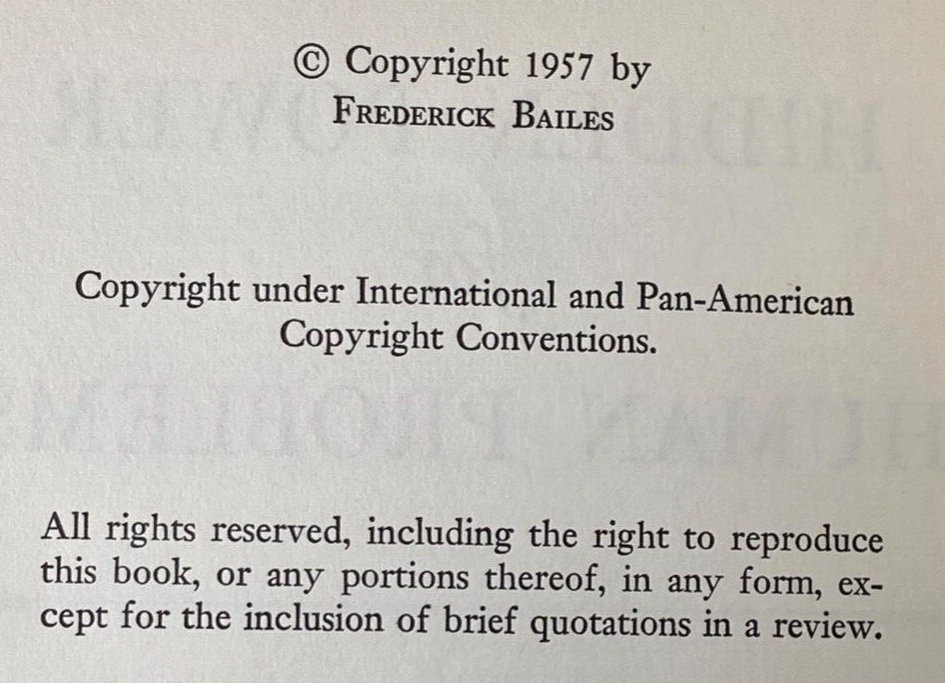 © Copyright 1957 by
FREDERICK BAILES
Copyright under International and Pan-American
Copyright Conventions.
All rights reserved, including the right to reproduce
this book, or any portions thereof, in any form, ex-
cept for the inclusion of brief quotations in a review.